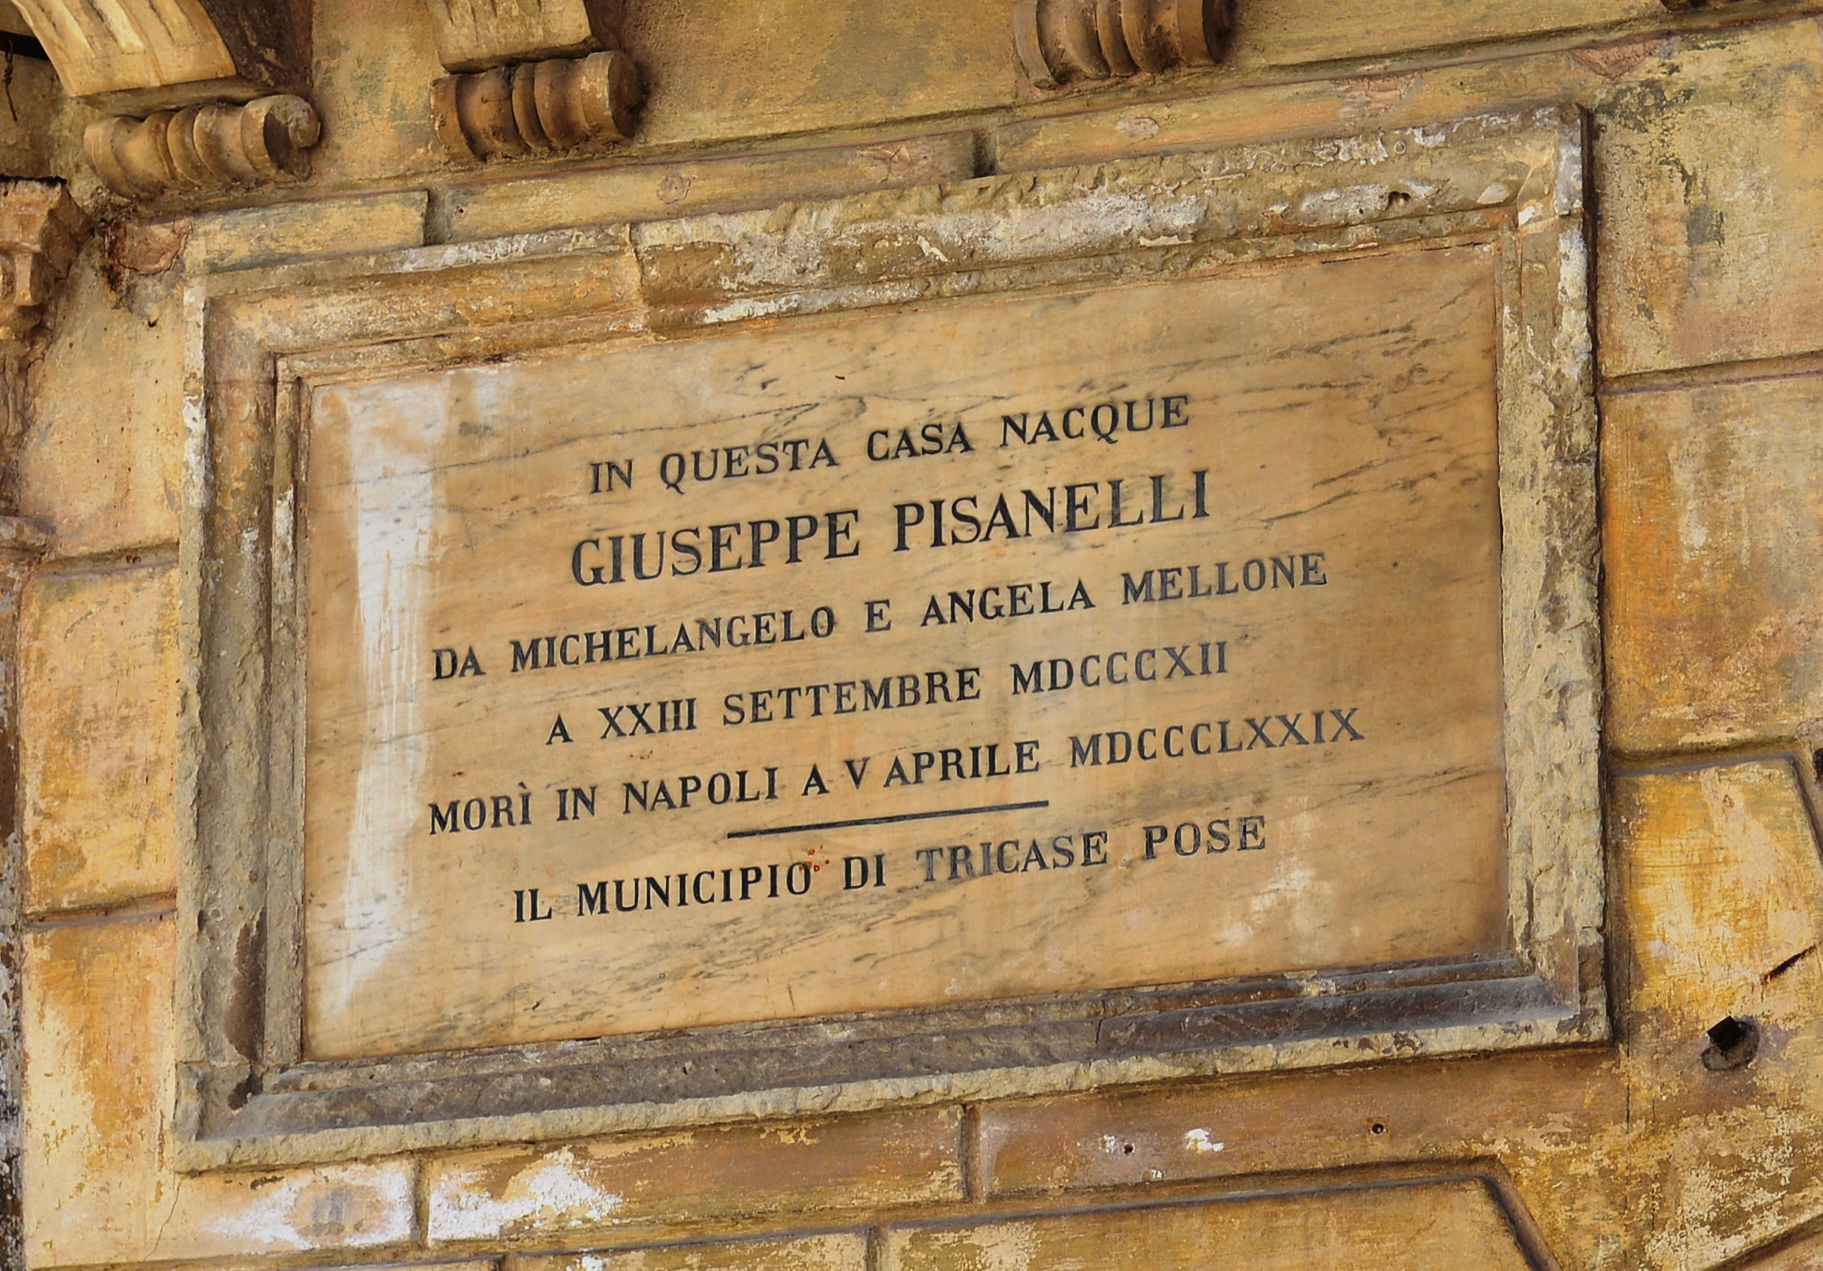 IN QUESTA CASA NACQUE
GIUSEPPE PISANELLI
DA MICHELANGELO E ANGELA MELLONE
A XXIII SETTEMBRE MDCCCXII
MORÌ IN NAPOLI A V APRILE MDCCCLXXIX
IL MUNICIPIO DI TRICASE POSE